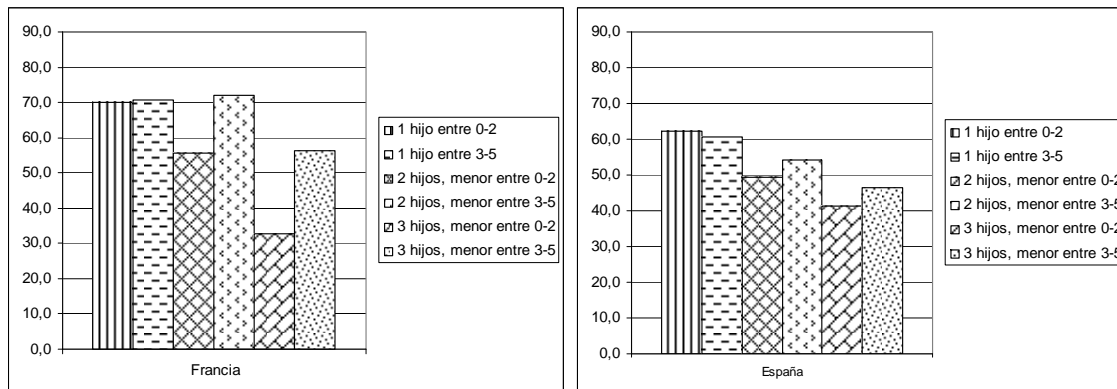 90,0
80,0
70,0
60,0
50,0
40,0
30,0
20,0
10,0
0,0
Francia
1 hijo entre 0-2
1 hijo entre 3-5
2 hijos, menor entre 0-2
2 hijos, menor entre 3-5
3 hijos, menor entre 0-2
3 hijos, menor entre 3-5
90,0
80,0
70,0
60,0
50,0
40,0
30,0
20,0
10,0
0,0
España
1 hijo entre 0-2
1 hijo entre 3-5
2 hijos, menor entre 0-2
2 hijos, menor entre 3-5
3 hijos, menor entre 0-2
3 hijos, menor entre 3-5